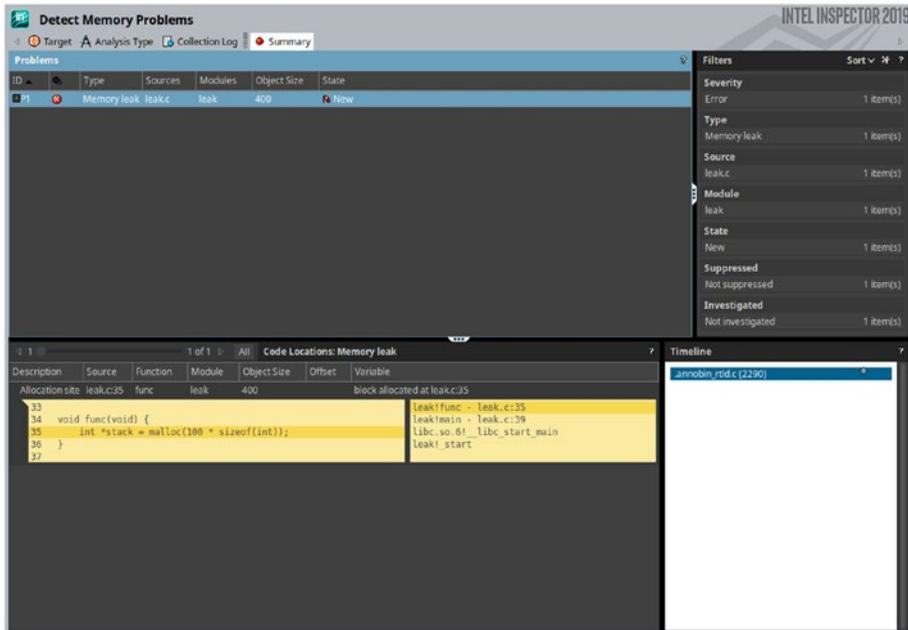 Detect Memory Problems
INTEL INSPECTOR 2019
Target Analysis Type Collection Log Summary
Problems ?
ID Type Sources Modules Object Size State
P1 Memory leak leak.c leak 400 New
Filters Sort ?
Severity
Error 1 item(s)
Type
Memory leak 1 item(s)
Source
leak.c 1 item(s)
Module
leak 1 item(s)
State
New 1 item(s)
Suppressed
Not suppressed 1 item(s)
Investigated
Not investigated 1 item(s)
1 1 of 1 All Code Locations: Memory leak ?
Description Source Function Module Object Size Offset Variable
Allocation site leak.c:35 func leak 400 block allocated at leak.c:35
33
34 void func(void) {
35 int *stack = malloc(100 * sizeof(int));
36 }
37
leak!func - leak.c:35
leak!main - leak.c:39
libc.so.6!__libc_start_main
leak!_start
Timeline ?
.annobin_rtld.c (2290)